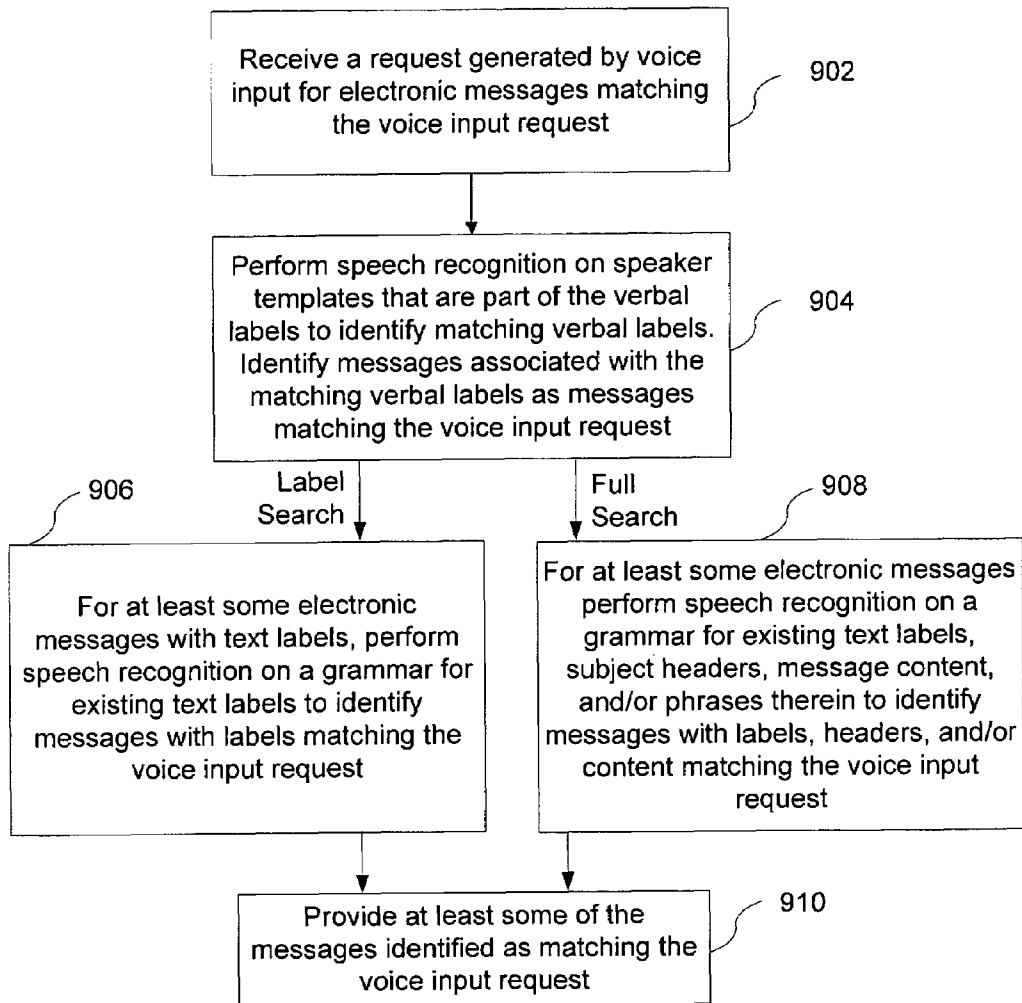 Receive a request generated by voice
input for electronic messages matching
the voice input request
902
Perform speech recognition on speaker
templates that are part of the verbal
labels to identify matching verbal labels.
Identify messages associated with the
matching verbal labels as messages
matching the voice input request
904
Label
Search
Full
Search
906
For at least some electronic
messages with text labels, perform
speech recognition on a grammar for
existing text labels to identify
messages with labels matching the
voice input request
908
For at least some electronic messages
perform speech recognition on a
grammar for existing text labels,
subject headers, message content,
and/or phrases therein to identify
messages with labels, headers, and/or
content matching the voice input
request
Provide at least some of the
messages identified as matching the
voice input request
910